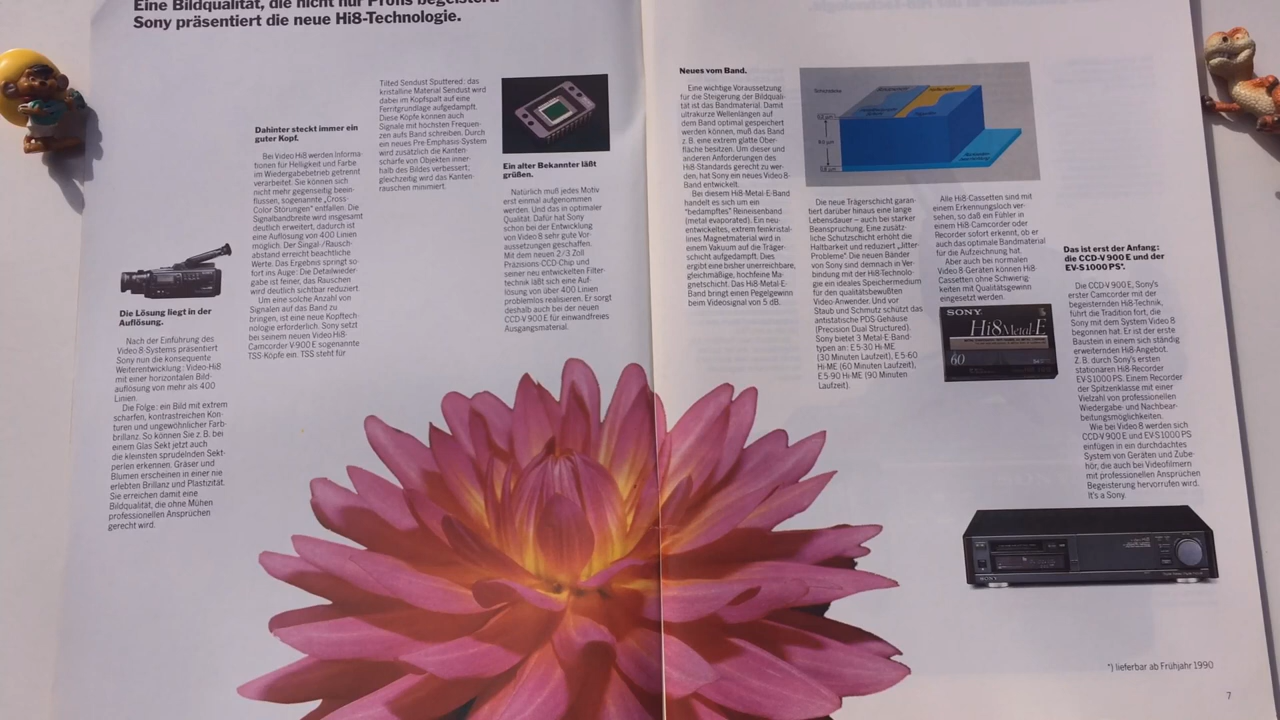 Eine Bildqualität, die nicht nur Profis begeistert.
Sony präsentiert die neue Hi8-Technologie.
Die Lösung liegt in der
Auflösung.
Nach der Einführung des
Video 8-Systems präsentiert
Sony nun die konsequente
Weiterentwicklung: Video-Hi8
mit einer horizontalen Bild-
auflösung von mehr als 400
Linien.
Die Folge: ein Bild mit extrem
scharfen, kontrastreichen Kon-
turen und ungewöhnlicher Farb-
brillanz. So können Sie z. B. bei
einem Glas Sekt jetzt auch
die kleinsten sprudelnden Sekt-
perlen erkennen. Gräser und
Blumen erscheinen in einer nie
erlebten Brillanz und Plastizität.
Sie erreichen damit eine
Bildqualität, die ohne Mühen
professionellen Ansprüchen
gerecht wird.
Dahinter steckt immer ein
guter Kopf.
Bei Video Hi8 werden Informa-
tionen für Helligkeit und Farbe
im Wiedergabebetrieb getrennt
verarbeitet. Sie können sich
nicht mehr gegenseitig beein-
flussen, sogenannte „Cross-
Color Störungen" entfallen. Die
Signalbandbreite wird insgesamt
deutlich erweitert, dadurch ist
eine Auflösung von 400 Linien
möglich. Der Singal-/Rausch-
abstand erreicht beachtliche
Werte. Das Ergebnis springt so-
fort ins Auge: Die Detailwieder-
gabe ist feiner, das Rauschen
wird deutlich sichtbar reduziert.
Um eine solche Anzahl von
Signalen auf das Band zu
bringen, ist eine neue Kopftech-
nologie erforderlich. Sony setzt
bei seinem neuen Video Hi8
Camcorder V 900 E sogenannte
TSS-Köpfe ein. TSS steht für
Tilted Sendust Sputtered: das
kristalline Material Sendust wird
dabei im Kopfspalt auf eine
Ferritgrundlage aufgedampft.
Diese Köpfe können auch
Signale mit höchsten Frequen-
zen aufs Band schreiben. Durch
ein neues Pre-Emphasis System
wird zusätzlich die Kanten-
schärfe von Objekten inner-
halb des Bildes verbessert;
gleichzeitig wird das Kanten-
rauschen minimiert.
Ein alter Bekannter läßt
grüßen.
Natürlich muß jedes Motiv
erst einmal aufgenommen
werden. Und das in optimaler
Qualität. Dafür hat Sony
schon bei der Entwicklung
von Video 8 sehr gute Vor-
aussetzungen geschaffen.
Mit dem neuen 2/3 Zoll
Präzisions-CCD-Chip und
seiner neu entwickelten Filter-
technik läßt sich eine Auf-
lösung von über 400 Linien
problemlos realisieren. Er sorgt
deshalb auch bei der neuen
CCD-V 900 E für einwandfreies
Ausgangsmaterial.
Neues vom Band.
Eine wichtige Voraussetzung
für die Steigerung der Bildquali-
tät ist das Bandmaterial. Damit
ultrakurze Wellenlängen auf
dem Band optimal gespeichert
werden können, muß das Band
z. B. eine extrem glatte Ober-
fläche besitzen. Um dieser und
anderen Anforderungen des
Hi8-Standards gerecht zu wer-
den, hat Sony ein neues Video 8-
Band entwickelt.
Bei diesem Hi8-Metal-E-Band
handelt es sich um ein
"bedampftes" Reineisenband
(metal evaporated). Ein neu-
entwickeltes, extrem feinkristal-
lines Magnetmaterial wird in
einem Vakuum auf die Träger-
schicht aufgedampft. Dies
ergibt eine bisher unerreichbare,
gleichmäßige, hochfeine Ma-
gnetschicht. Das Hi8-Metal-E-
Band bringt einen Pegelgewinn
beim Videosignal von 5 dB.
Die neue Trägerschicht garan-
tiert darüber hinaus eine lange
Lebensdauer – auch bei starker
Beanspruchung. Eine zusätz-
liche Schutzschicht erhöht die
Haltbarkeit und reduziert „Jitter-
Probleme" Die neuen Bänder
von Sony sind demnach in Ver-
bindung mit der Hi8-Technolo-
gie ein ideales Speichermedium
für den qualitätsbewußten
Video-Anwender. Und vor
Staub und Schmutz schützt das
antistatische PDS-Gehäuse
(Precision Dual Structured).
Sony bietet 3 Metal-E-Band-
typen an: E 5-30 Hi-ME
(30 Minuten Laufzeit), E 5-60
Hi-ME (60 Minuten Laufzeit),
E 5-90 Hi-ME (90 Minuten
Laufzeit).
Alle Hi8-Cassetten sind mit
einem Erkennungsloch ver-
sehen, so daß ein Fühler in
einem Hi8 Camcorder oder
Recorder sofort erkennt, ob er
auch das optimale Bandmaterial
zur Aufzeichnung hat.
Aber auch bei normalen
Video 8-Geräten können Hi8-
Cassetten ohne Schwierig-
keiten mit Qualitätsgewinn
eingesetzt werden.
SONY
Hi8 Metal-E
60
Das ist erst der Anfang:
die CCD-V 900 E und der
EV-S 1000 PS*.
Die CCD-V 900 E, Sony's
erster Camcorder mit der
begeisternden Hi8-Technik,
führt die Tradition fort, die
Sony mit dem System Video 8
begonnen hat. Er ist der erste
Baustein in einem sich ständig
erweiternden Hi8-Angebot.
Z. B. durch Sony's ersten
stationären Hi8-Recorder
EV-S 1000 PS: Einem Recorder
der Spitzenklasse mit einer
Vielzahl von professionellen
Wiedergabe- und Nachbear-
beitungsmöglichkeiten.
Wie bei Video 8 werden sich
CCD-V 900 E und EV-S 1000 PS
einfügen in ein durchdachtes
System von Geräten und Zube-
hör, die auch bei Videofilmern
mit professionellen Ansprüchen
Begeisterung hervorrufen wird.
It's a Sony.
SONY
*) lieferbar ab Frühjahr 1990
7